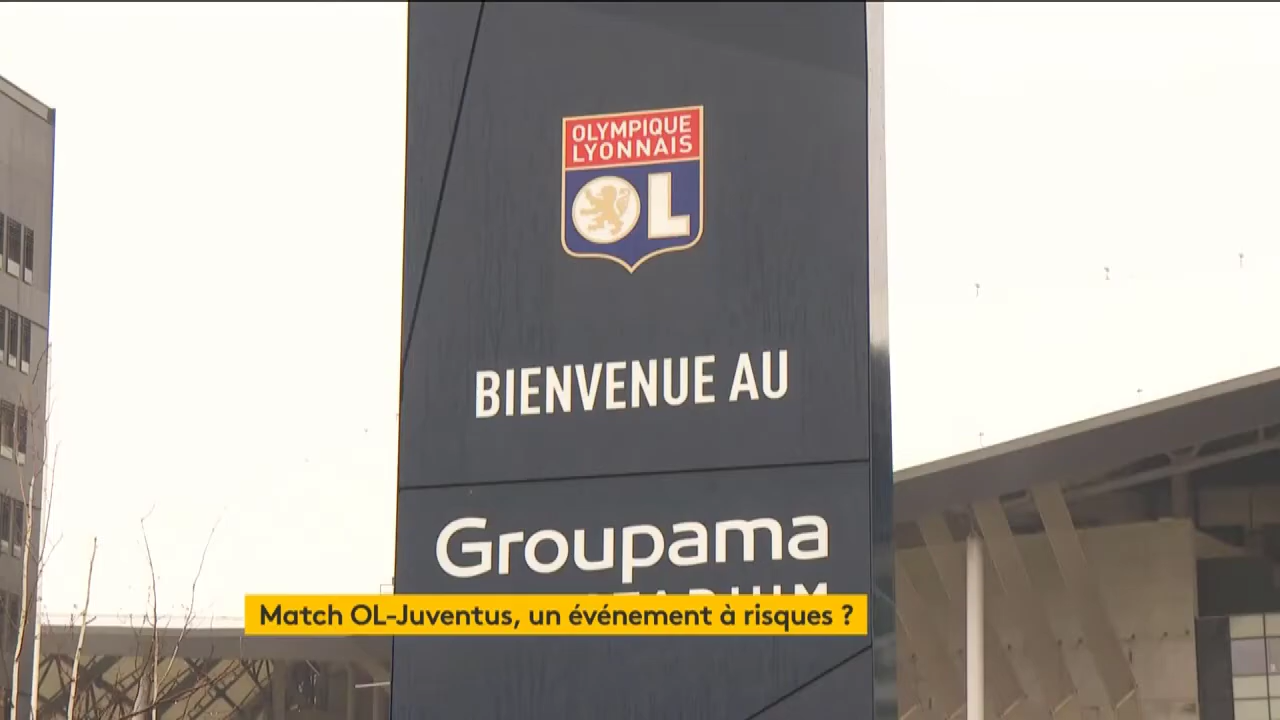 OLYMPIQUE
LYONNAIS
OL
BIENVENUE AU
Groupama
Match OL-Juventus, un événement à risques ?